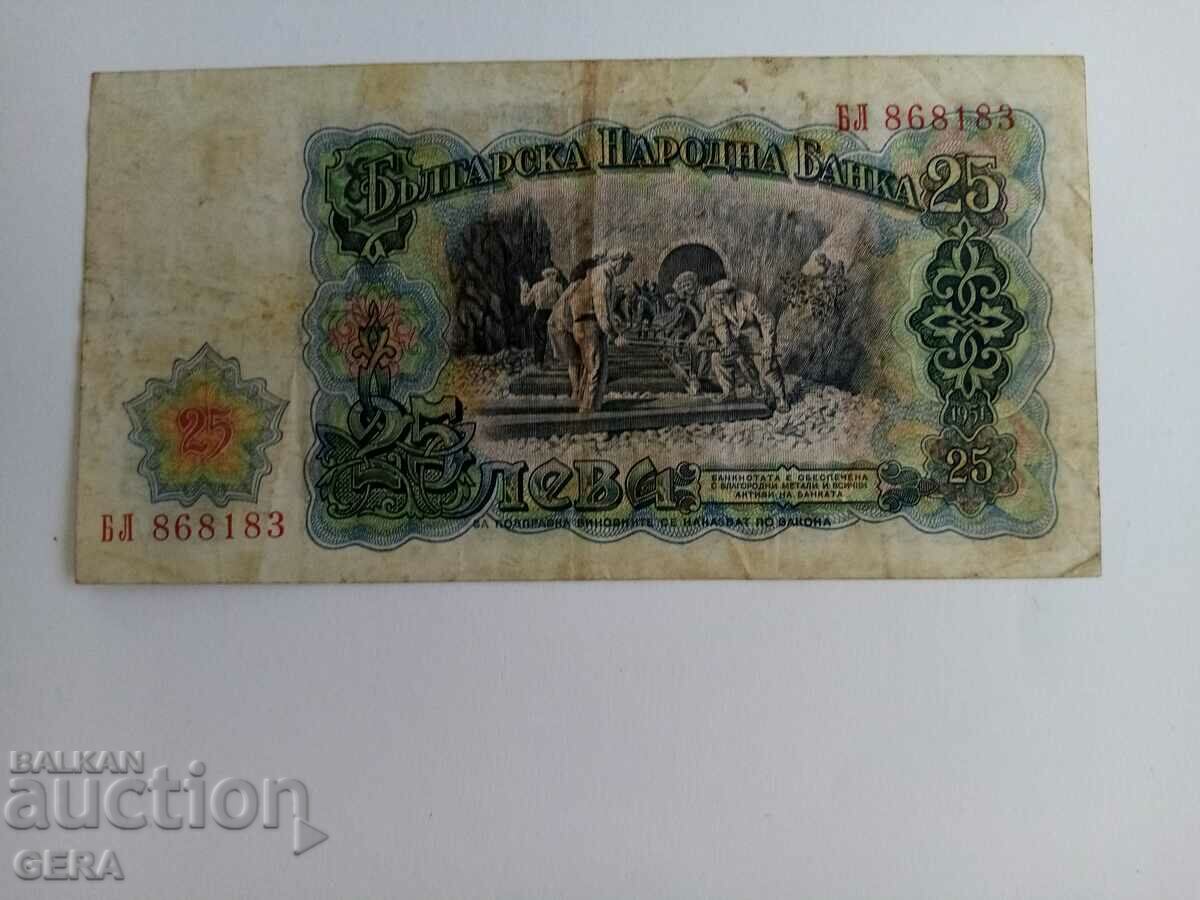 БЛ 868183
БЪЛГАРСКА НАРОДНА БАНКА
25
25
1951
25 ЛЕВА
БАНКНОТАТА Е ОБЕЗПЕЧЕНА
С БЛАГОРОДНИ МЕТАЛИ И ВСИЧКИ
АКТИВИ НА БАНКАТА
25
БЛ 868183
ЗА ПОДПРАВКА ВИНОВНИТЕ СЕ НАКАЗВАТ ПО ЗАКОНА
BALKAN
auction
GERA